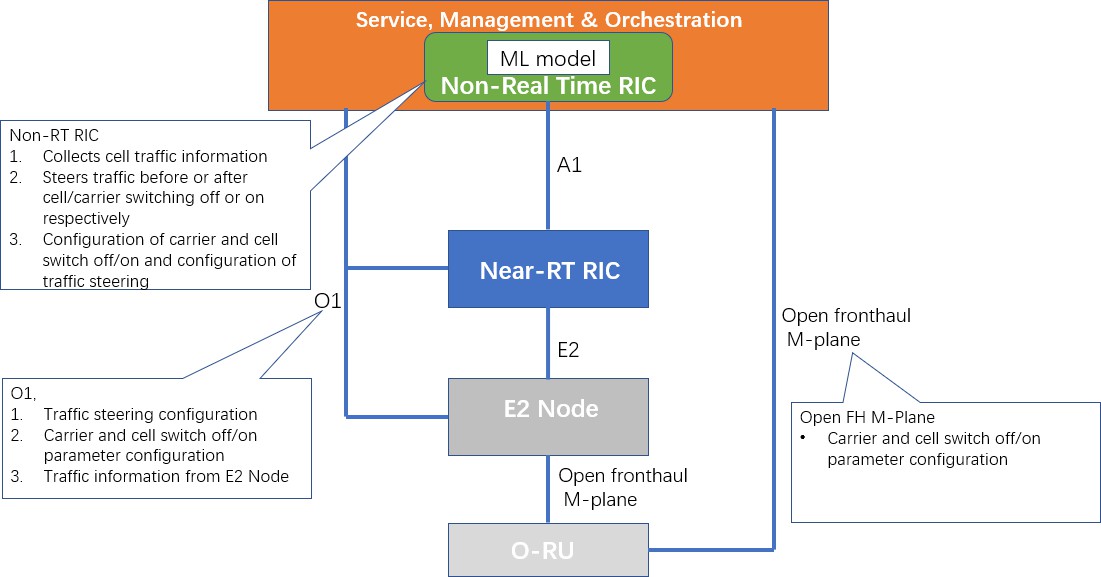 Service, Management & Orchestration
ML model
Non-Real Time RIC
Non-RT RIC
1. Collects cell traffic information
2. Steers traffic before or after
cell/carrier switching off or on
respectively
3. Configuration of carrier and cell
switch off/on and configuration of
traffic steering
A1
Near-RT RIC
O1
Open fronthaul
M-plane
E2
O1,
1. Traffic steering configuration
2. Carrier and cell switch off/on
parameter configuration
3. Traffic information from E2 Node
E2 Node
Open FH M-Plane
• Carrier and cell switch off/on
parameter configuration
Open fronthaul
M-plane
O-RU